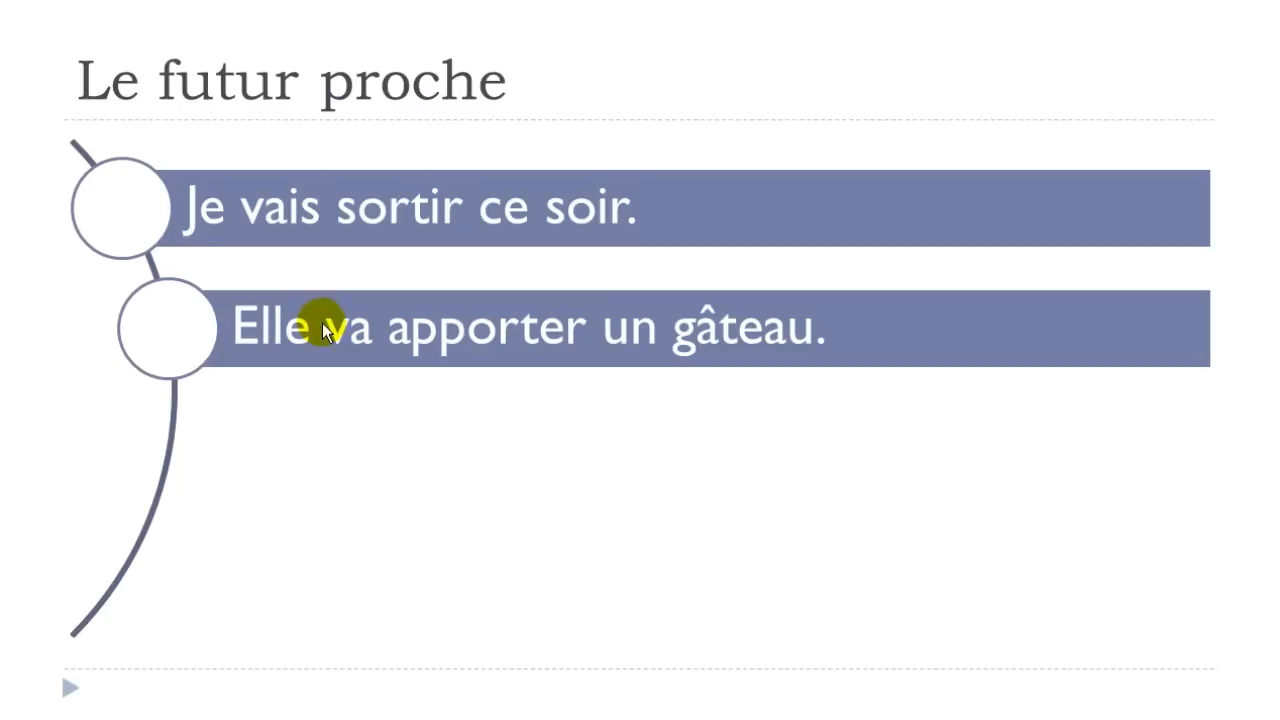 Le futur proche
Je vais sortir ce soir.
Elle va apporter un gâteau.